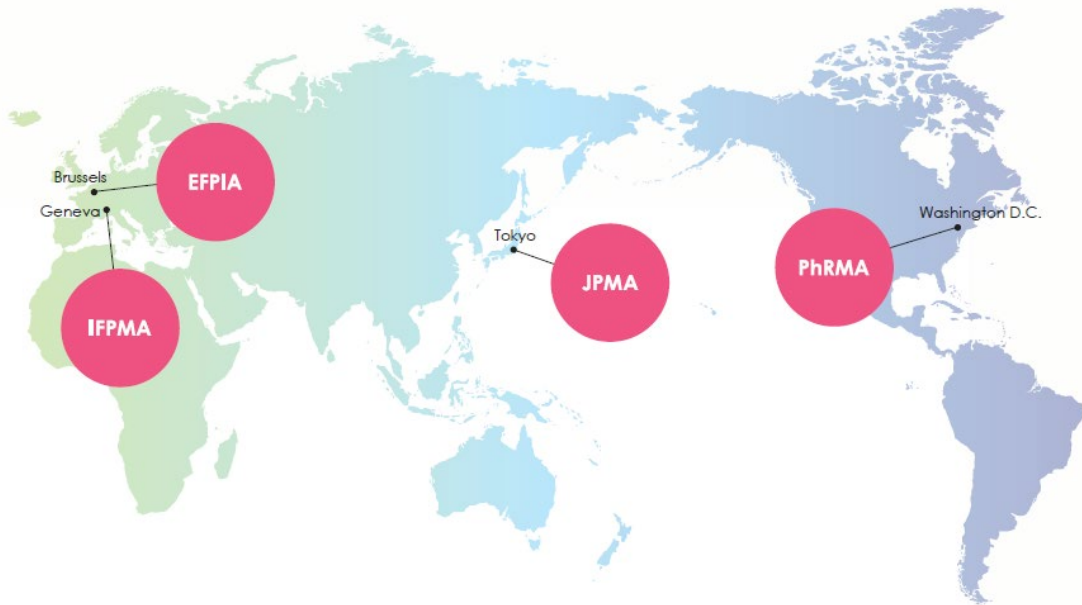 Brussels
EFPIA
Geneva
IFPMA
Tokyo
JPMA
PhRMA
Washington D.C.